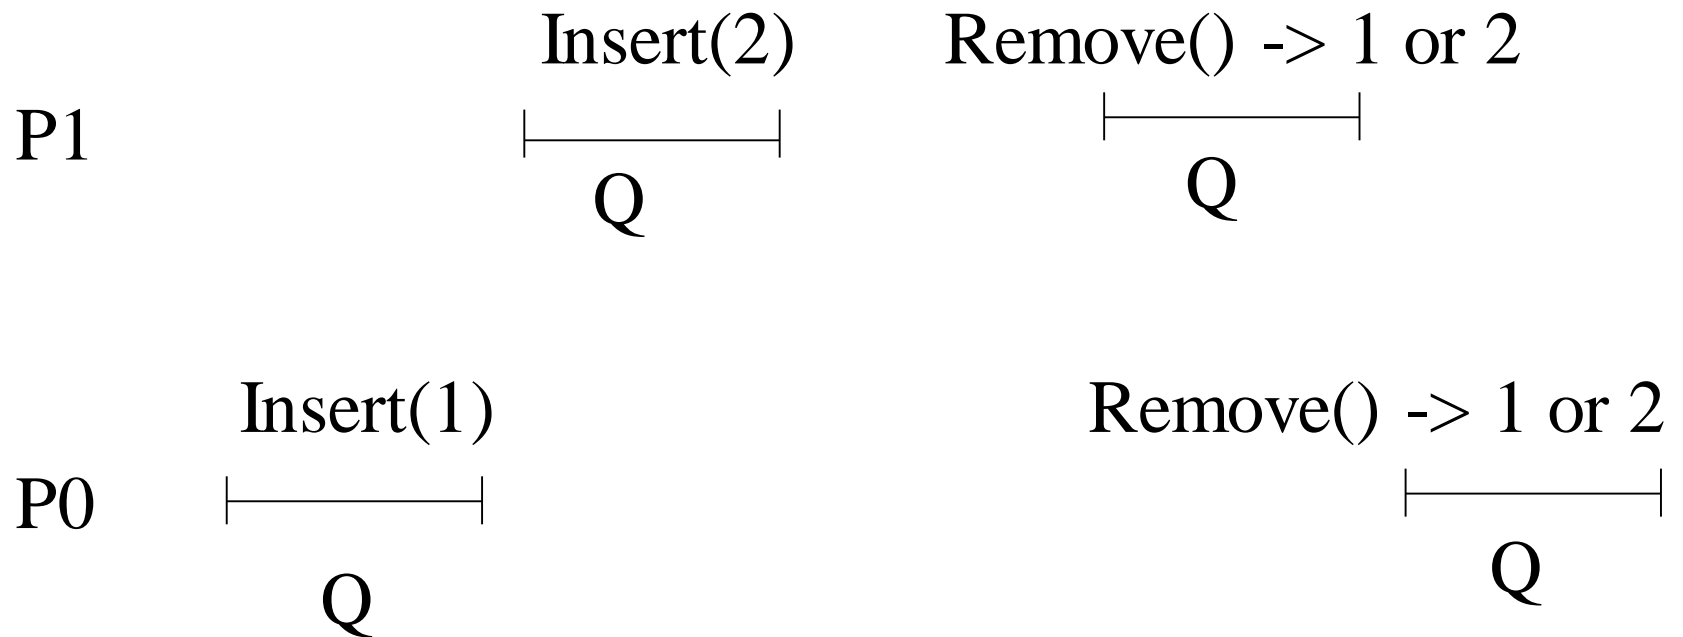 Insert(2) Remove() -> 1 or 2
P1
Q Q
Insert(1) Remove() -> 1 or 2
P0
Q Q